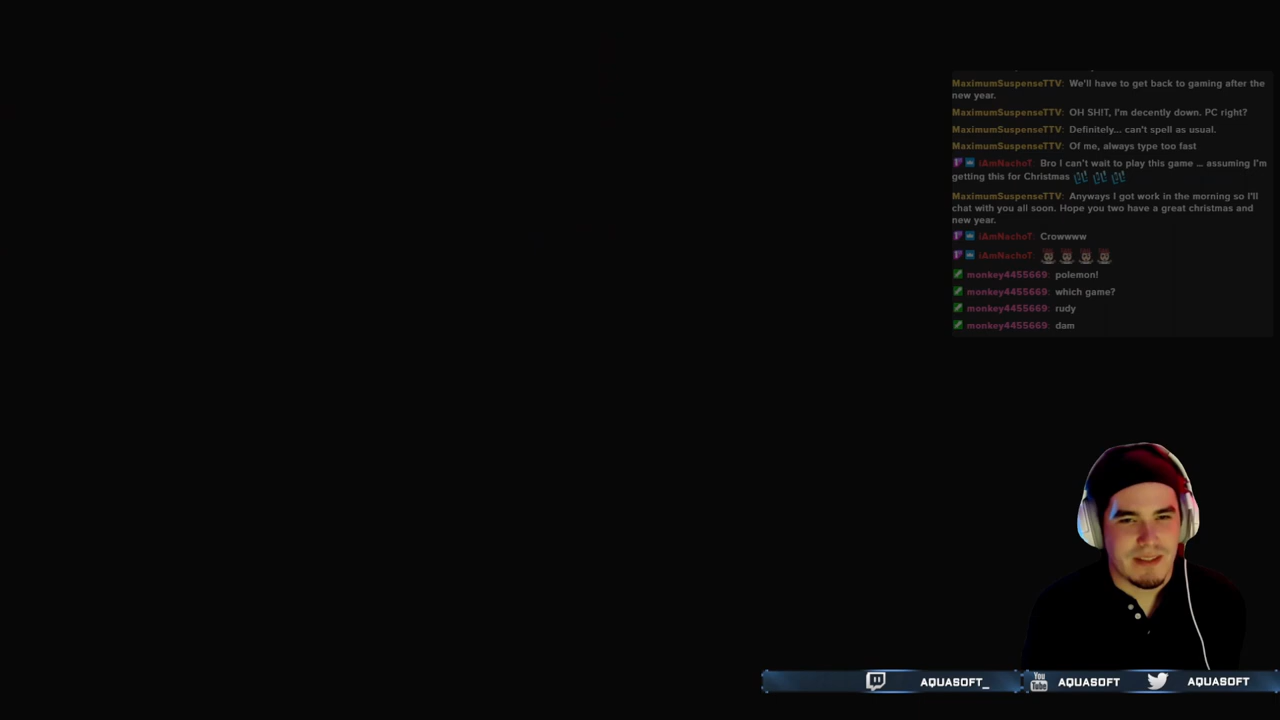 MaximumSuspenseTTV: We'll have to get back to gaming after the
new year.
MaximumSuspenseTTV: OH SH!T, I'm decently down. PC right?
MaximumSuspenseTTV: Definitely... can't spell as usual.
MaximumSuspenseTTV: Of me, always type too fast
iAmNachoT: Bro I can't wait to play this game ... assuming I'm
getting this for Christmas
MaximumSuspenseTTV: Anyways I got work in the morning so I'll
chat with you all soon. Hope you two have a great christmas and
new year.
iAmNachoT: Crowwww
iAmNachoT:
monkey4455669: polemon!
monkey4455669: which game?
monkey4455669: rudy
monkey4455669: dam
AQUASOFT_ You Tube AQUASOFT AQUASOFT